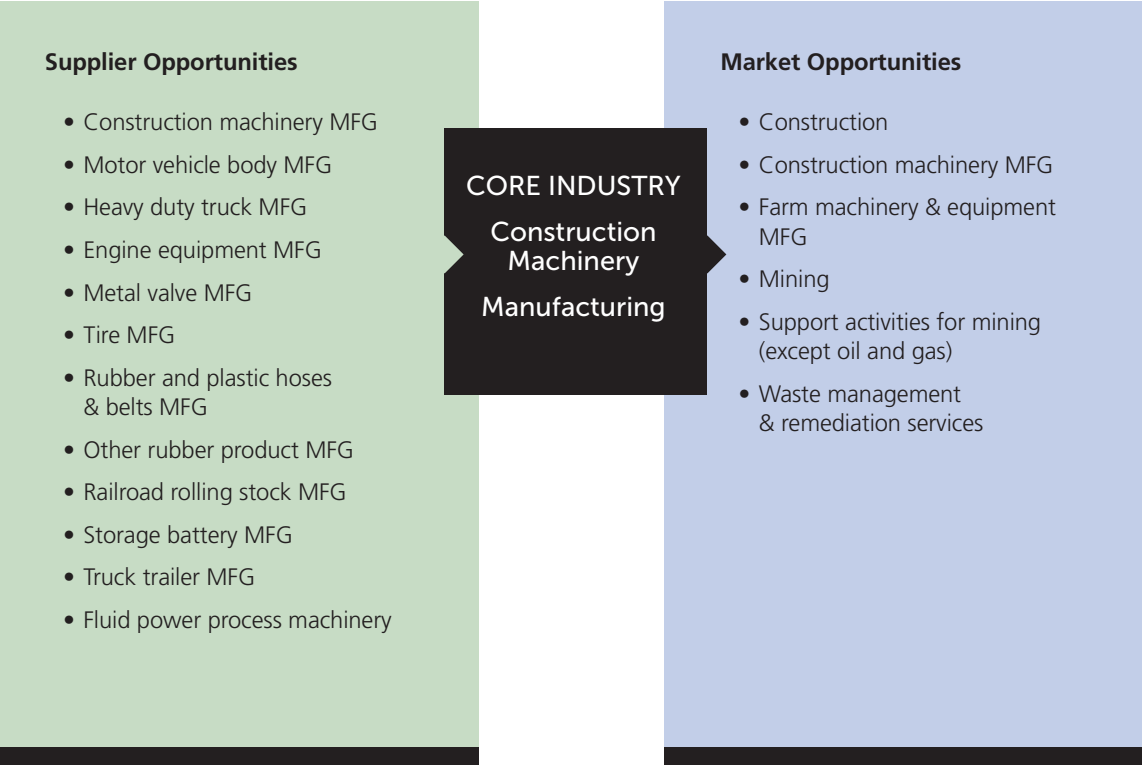 Supplier Opportunities
• Construction machinery MFG
• Motor vehicle body MFG
• Heavy duty truck MFG
• Engine equipment MFG
• Metal valve MFG
• Tire MFG
• Rubber and plastic hoses
& belts MFG
• Other rubber product MFG
• Railroad rolling stock MFG
• Storage battery MFG
• Truck trailer MFG
• Fluid power process machinery
CORE INDUSTRY
Construction
Machinery
Manufacturing
Market Opportunities
• Construction
• Construction machinery MFG
• Farm machinery & equipment
MFG
• Mining
• Support activities for mining
(except oil and gas)
• Waste management
& remediation services